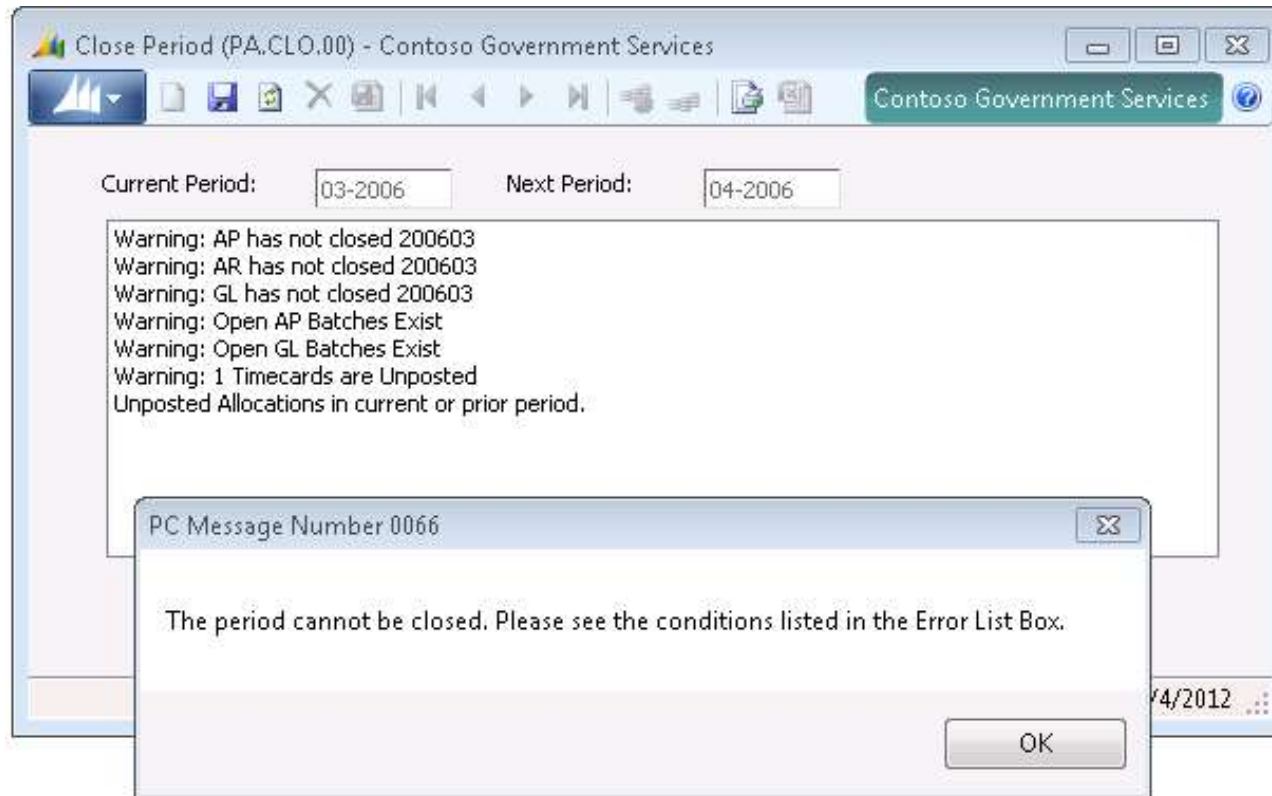 Close Period (PA.CLO.00) - Contoso Government Services
Contoso Government Services
Current Period: 03-2006 Next Period: 04-2006
Warning: AP has not closed 200603
Warning: AR has not closed 200603
Warning: GL has not closed 200603
Warning: Open AP Batches Exist
Warning: Open GL Batches Exist
Warning: 1 Timecards are Unposted
Unposted Allocations in current or prior period.
PC Message Number 0066
The period cannot be closed. Please see the conditions listed in the Error List Box.
/4/2012
OK